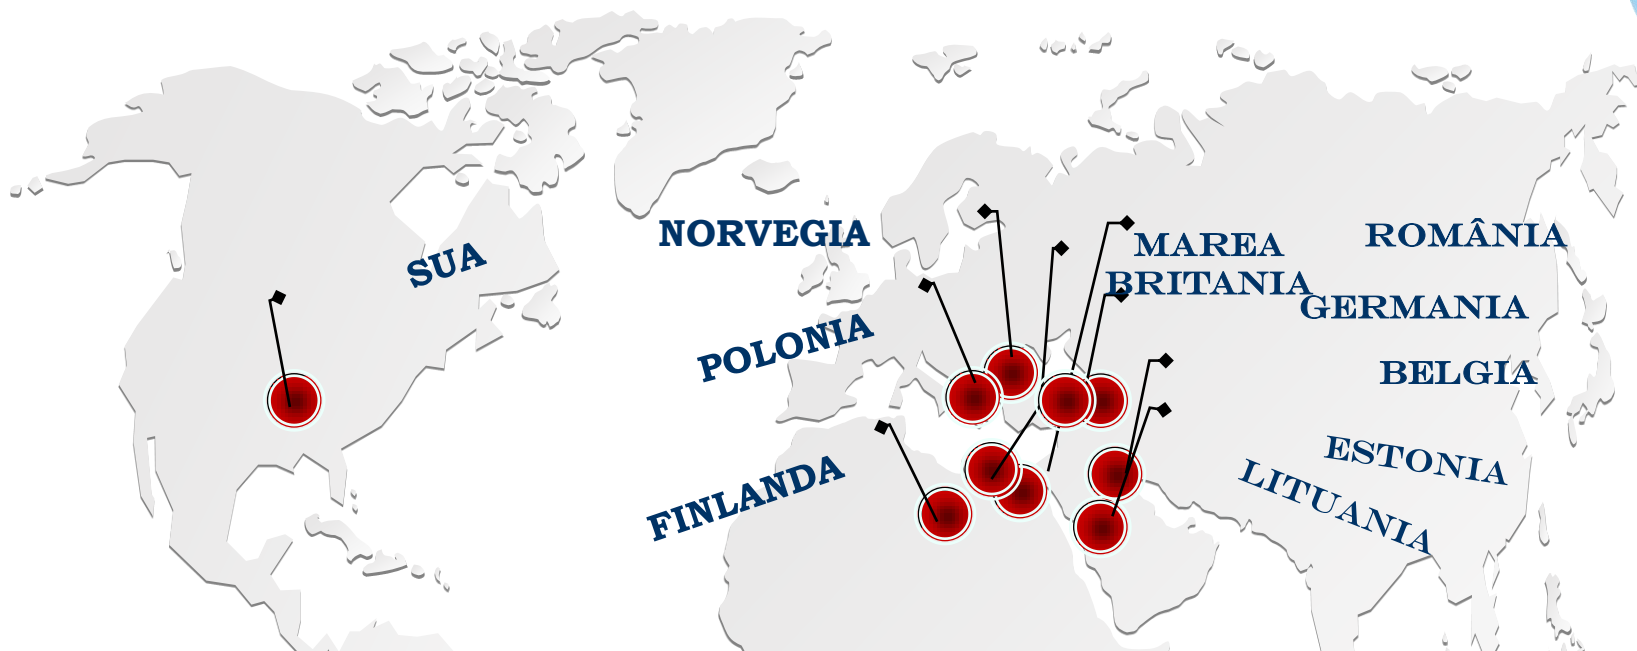 NORVEGIA
SUA
MAREA
BRITANIA
ROMÂNIA
GERMANIA
POLONIA
BELGIA
FINLANDA
ESTONIA
LITUANIA